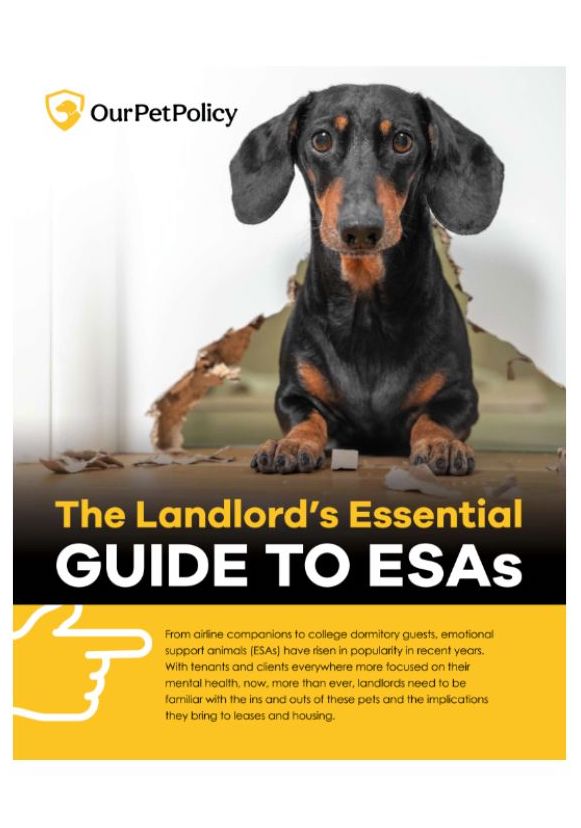 OurPetPolicy
The Landlord's Essential
GUIDE TO ESAs
From airline companions to college dormitory guests, emotional
support animals (ESAs) have risen in popularity in recent years.
With tenants and clients everywhere more focused on their
mental health, now, more than ever, landlords need to be
familiar with the ins and outs of these pets and the implications
they bring to leases and housing.